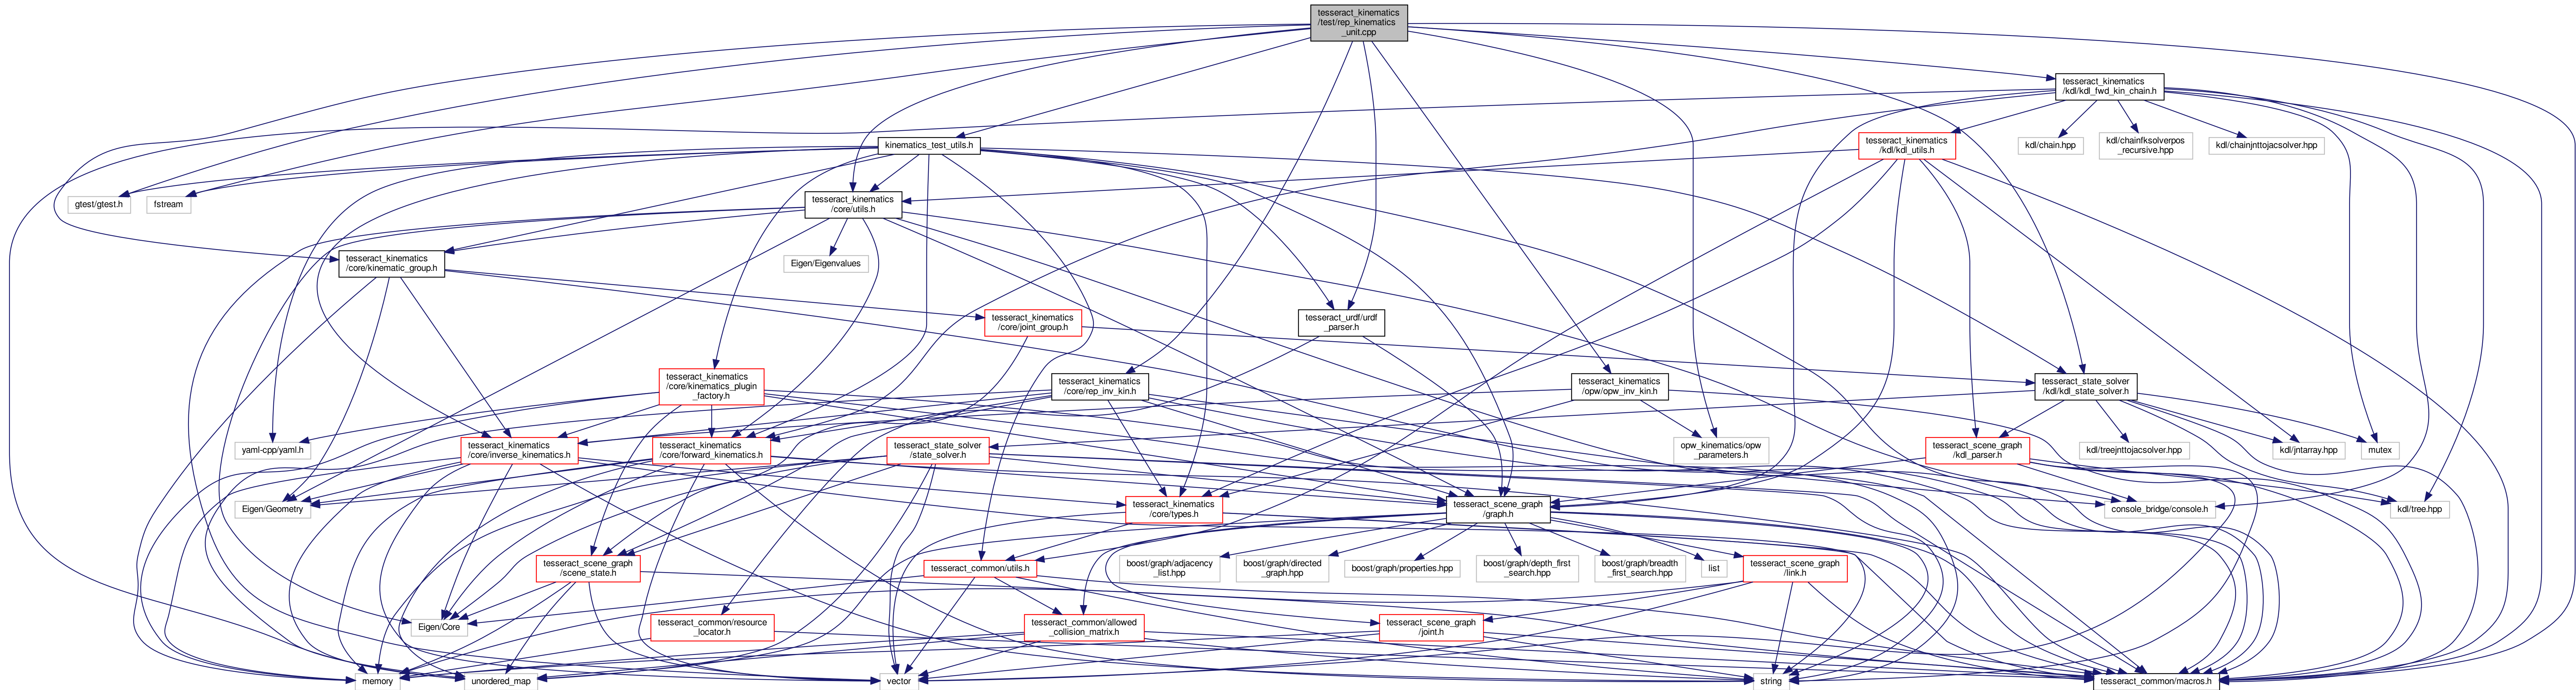 tesseract_kinematics
/test/rep_kinematics
_unit.cpp
tesseract_kinematics
/kdl/kdl_fwd_kin_chain.h
kinematics_test_utils.h
tesseract_kinematics
/kdl/kdl_utils.h
kdl/chain.hpp
kdl/chainfksolverpos
_recursive.hpp
kdl/chainjnttojacsolver.hpp
gtest/gtest.h
fstream
tesseract_kinematics
/core/utils.h
tesseract_kinematics
/core/kinematic_group.h
Eigen/Eigenvalues
tesseract_kinematics
/core/joint_group.h
tesseract_urdf/urdf
_parser.h
tesseract_kinematics
/core/kinematics_plugin
_factory.h
tesseract_kinematics
/core/rep_inv_kin.h
tesseract_kinematics
/opw/opw_inv_kin.h
tesseract_state_solver
/kdl/kdl_state_solver.h
yaml-cpp/yaml.h
tesseract_kinematics
/core/inverse_kinematics.h
tesseract_kinematics
/core/forward_kinematics.h
tesseract_state_solver
/state_solver.h
opw_kinematics/opw
_parameters.h
tesseract_scene_graph
/kdl_parser.h
kdl/treejnttojacsolver.hpp
kdl/jntarray.hpp
mutex
Eigen/Geometry
tesseract_kinematics
/core/types.h
tesseract_scene_graph
/graph.h
console_bridge/console.h
kdl/tree.hpp
tesseract_scene_graph
/scene_state.h
tesseract_common/utils.h
boost/graph/adjacency
_list.hpp
boost/graph/directed
_graph.hpp
boost/graph/properties.hpp
boost/graph/depth_first
_search.hpp
boost/graph/breadth
_first_search.hpp
list
tesseract_scene_graph
/link.h
Eigen/Core
tesseract_common/resource
_locator.h
tesseract_common/allowed
_collision_matrix.h
tesseract_scene_graph
/joint.h
memory
unordered_map
vector
string
tesseract_common/macros.h